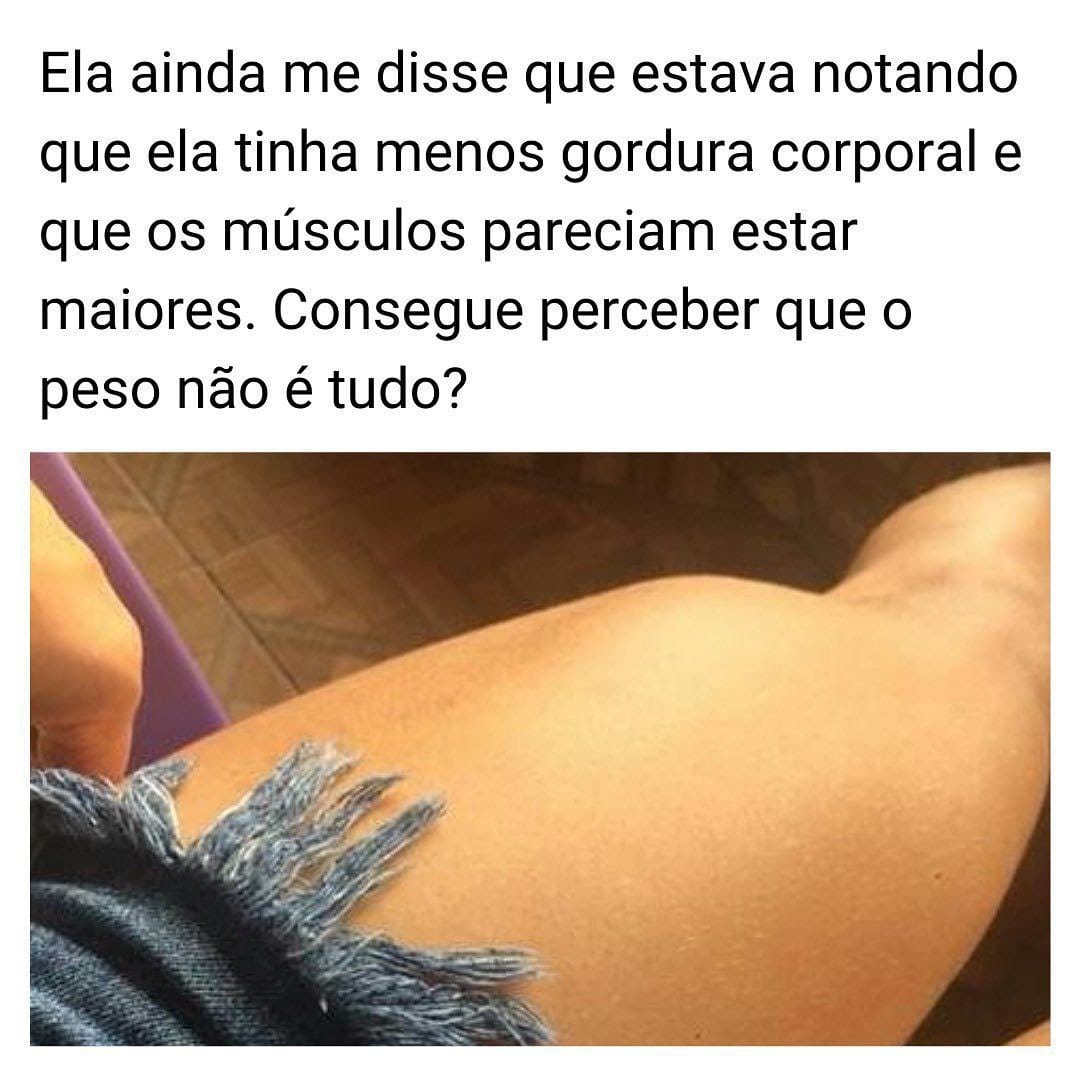 Ela ainda me disse que estava notando
que ela tinha menos gordura corporal e
que os músculos pareciam estar
maiores. Consegue perceber que o
peso não é tudo?